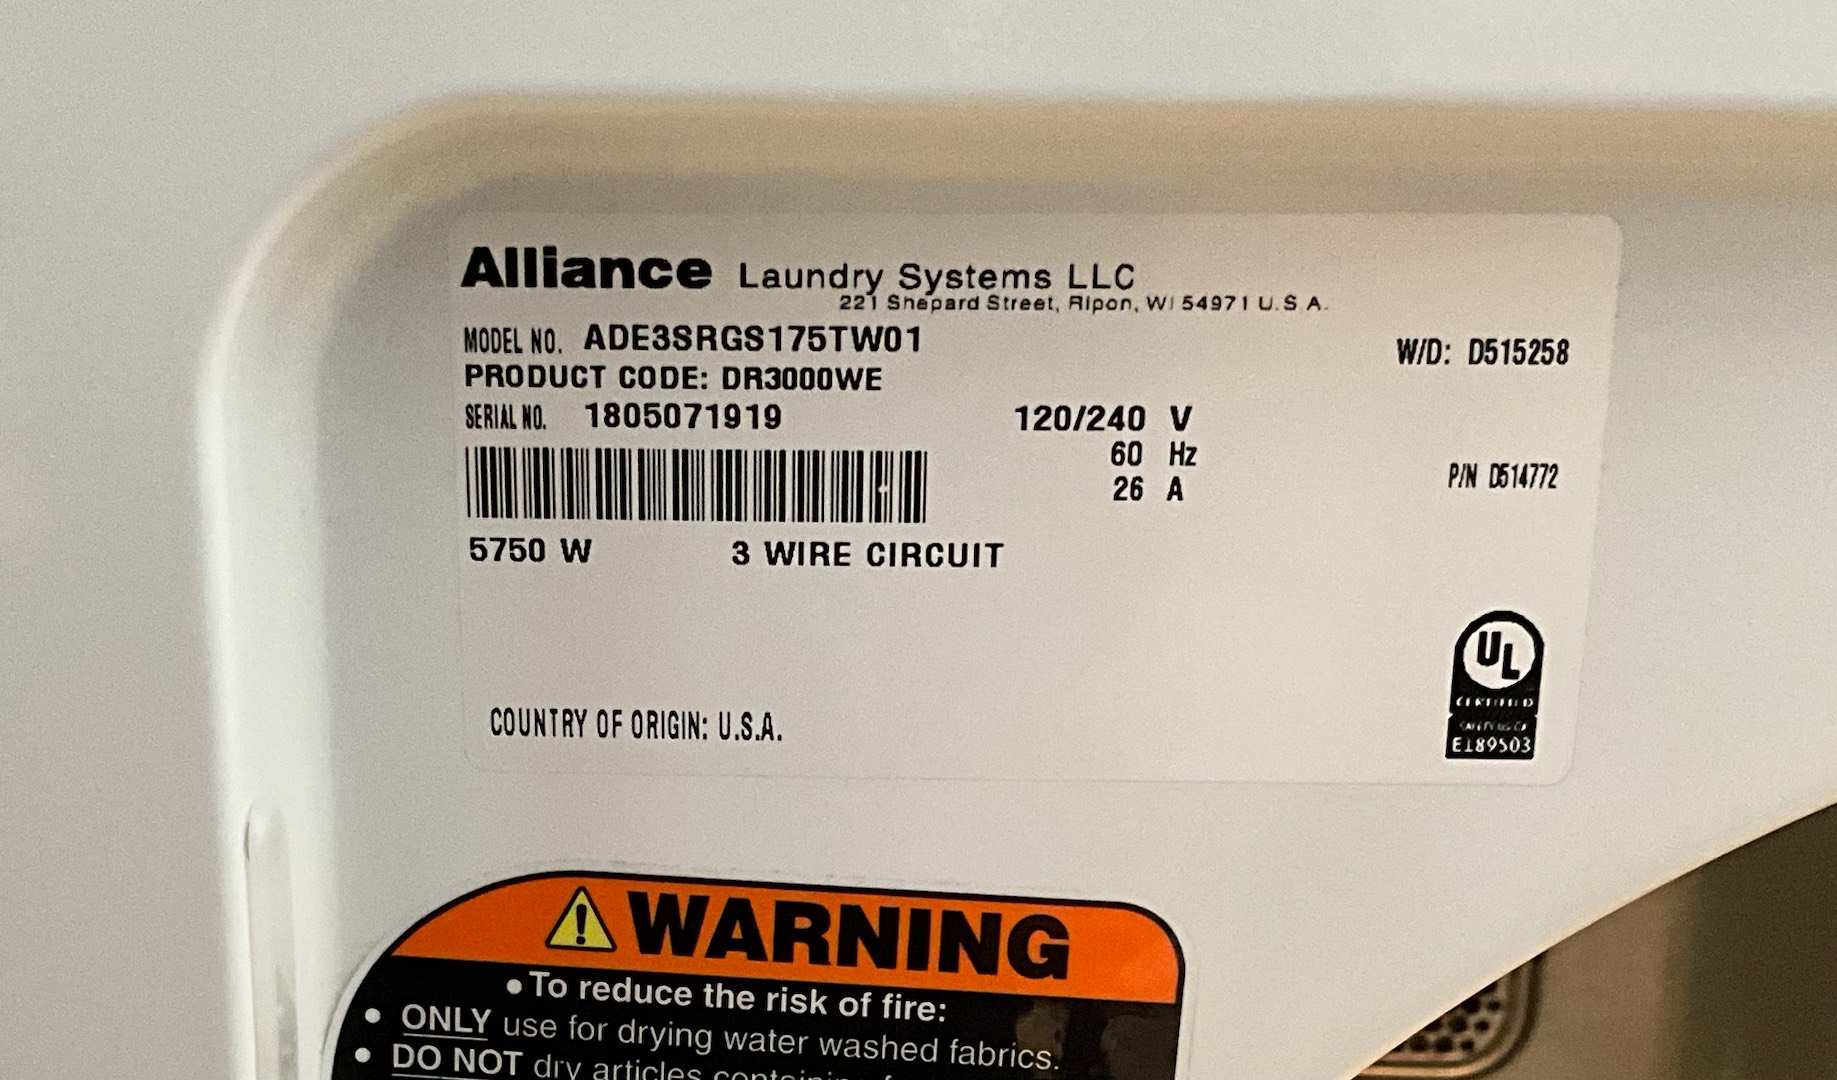 Alliance Laundry Systems LLC
221 Shepard Street, Ripon, WI 54971 U.S.A.
MODEL NO. ADE3SRGS175TW01
W/D: D515258
PRODUCT CODE: DR3000WE
SERIAL NO. 1805071919
120/240 V
60 Hz
26 A
P/N D514772
5750 W 3 WIRE CIRCUIT
COUNTRY OF ORIGIN: U.S.A.
UL
CERTIFIED
E189503
WARNING
•To reduce the risk of fire:
• ONLY use for drying water washed fabrics.
• DO NOT dry articles